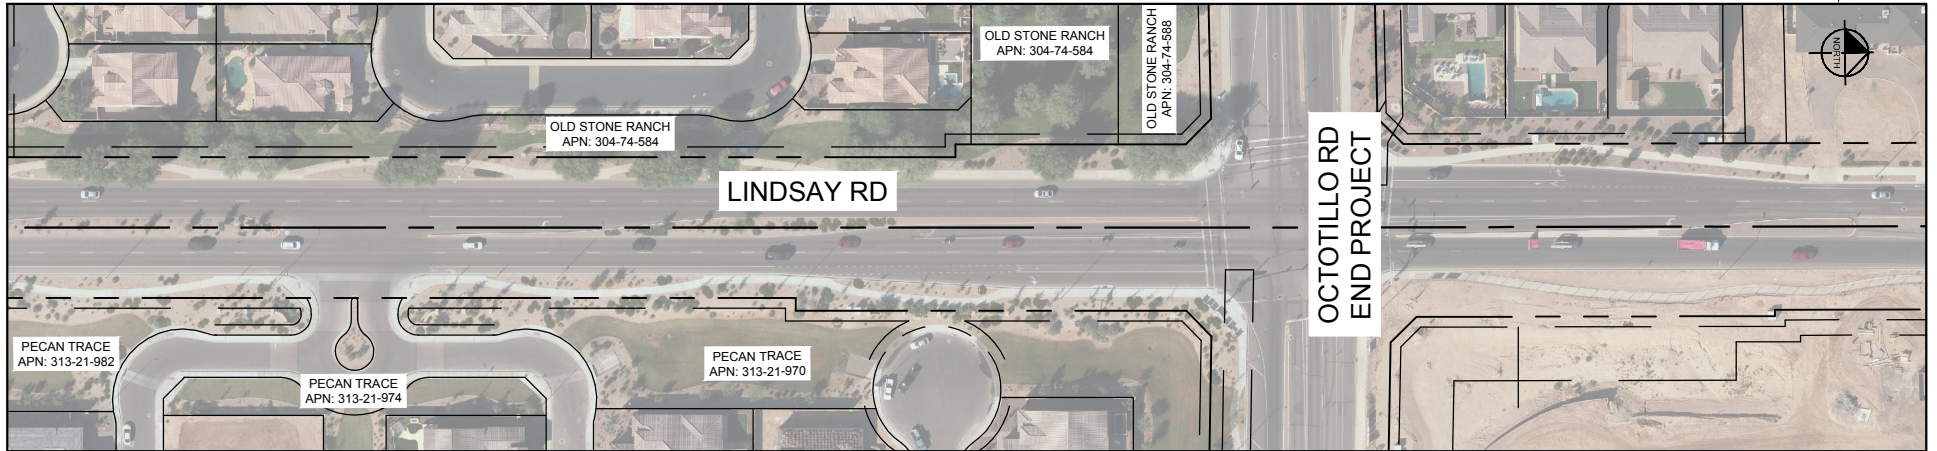 OLD STONE RANCH
APN: 304-74-584
OLD STONE RANCH
APN: 304-74-588
NORTH
OLD STONE RANCH
APN: 304-74-584
LINDSAY RD
OCTOTILLO RD
END PROJECT
PECAN TRACE
APN: 313-21-982
PECAN TRACE
APN: 313-21-974
PECAN TRACE
APN: 313-21-970